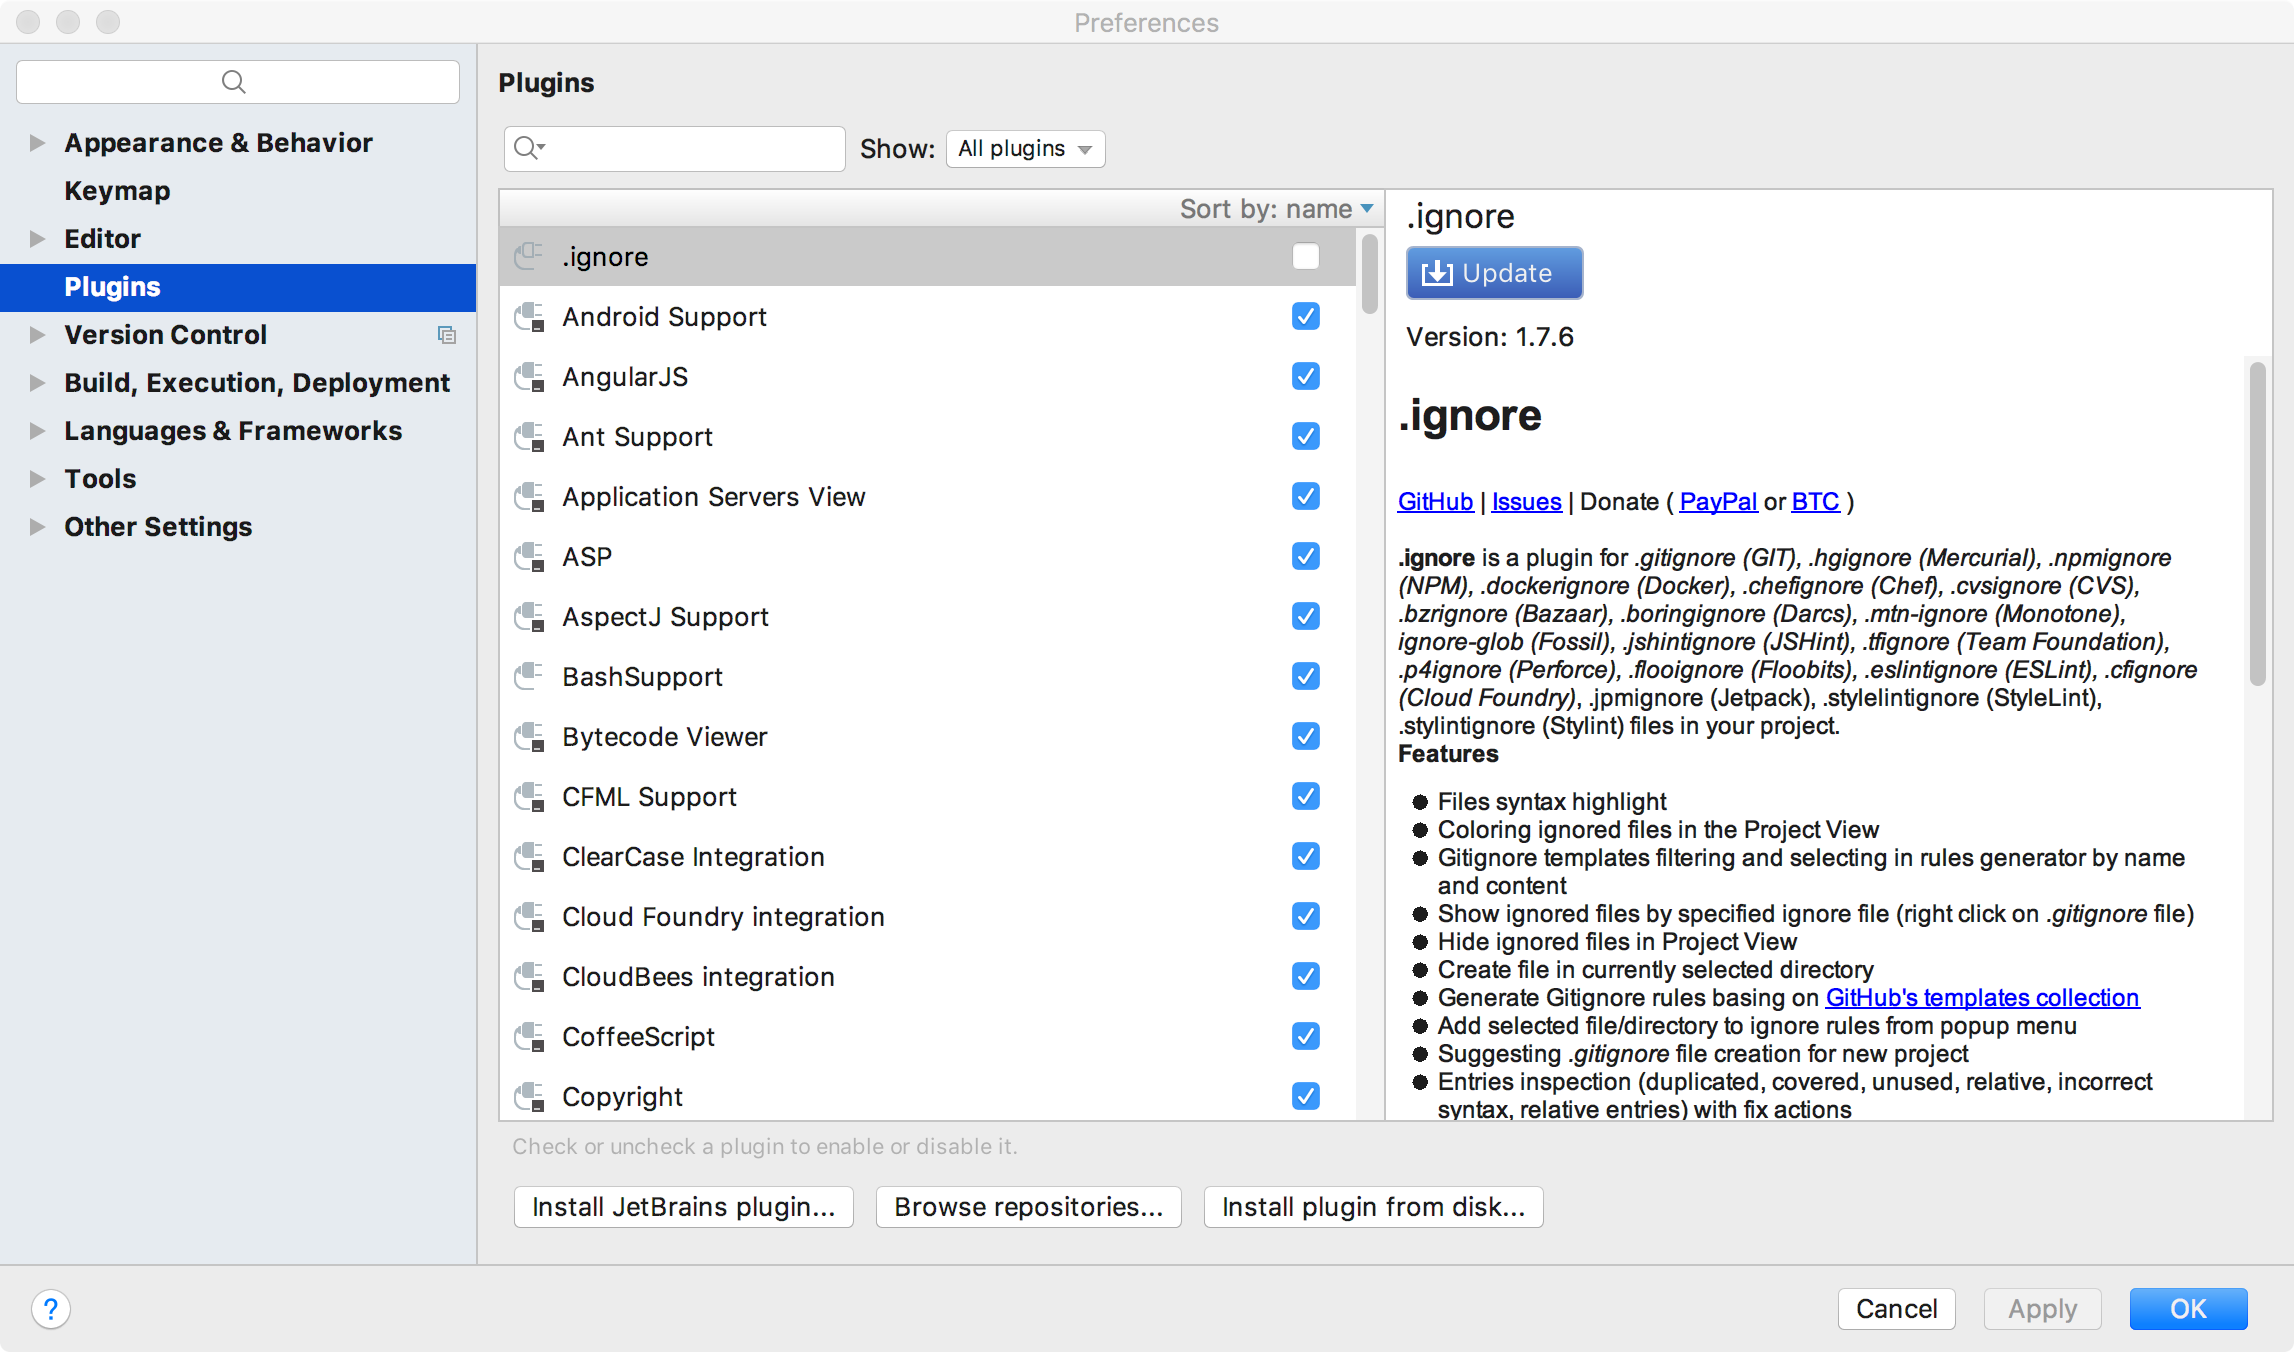 Preferences
Appearance & Behavior
Keymap
Editor
Plugins
Version Control
Build, Execution, Deployment
Languages & Frameworks
Tools
Other Settings
Plugins
Show: All plugins
Sort by: name
.ignore
Android Support
AngularJS
Ant Support
Application Servers View
ASP
AspectJ Support
BashSupport
Bytecode Viewer
CFML Support
ClearCase Integration
Cloud Foundry integration
CloudBees integration
CoffeeScript
Copyright
.ignore
Update
Version: 1.7.6
.ignore
GitHub | Issues | Donate ( PayPal or BTC )
.ignore is a plugin for .gitignore (GIT), .hgignore (Mercurial), .npmignore
(NPM), .dockerignore (Docker), .chefignore (Chef), .cvsignore (CVS),
.bzrignore (Bazaar), .boringignore (Darcs), .mtn-ignore (Monotone),
ignore-glob (Fossil), .jshintignore (JSHint), .tfignore (Team Foundation),
.p4ignore (Perforce), .flooignore (Floobits), .eslintignore (ESLint), .cfignore
(Cloud Foundry), .jpmignore (Jetpack), .stylelintignore (StyleLint),
.stylintignore (Stylint) files in your project.
Features
● Files syntax highlight
● Coloring ignored files in the Project View
● Gitignore templates filtering and selecting in rules generator by name
and content
● Show ignored files by specified ignore file (right click on .gitignore file)
● Hide ignored files in Project View
● Create file in currently selected directory
● Generate Gitignore rules basing on GitHub's templates collection
● Add selected file/directory to ignore rules from popup menu
● Suggesting .gitignore file creation for new project
● Entries inspection (duplicated, covered, unused, relative, incorrect
syntax, relative entries) with fix actions
Check or uncheck a plugin to enable or disable it.
Install JetBrains plugin...
Browse repositories...
Install plugin from disk...
?
Cancel
Apply
OK